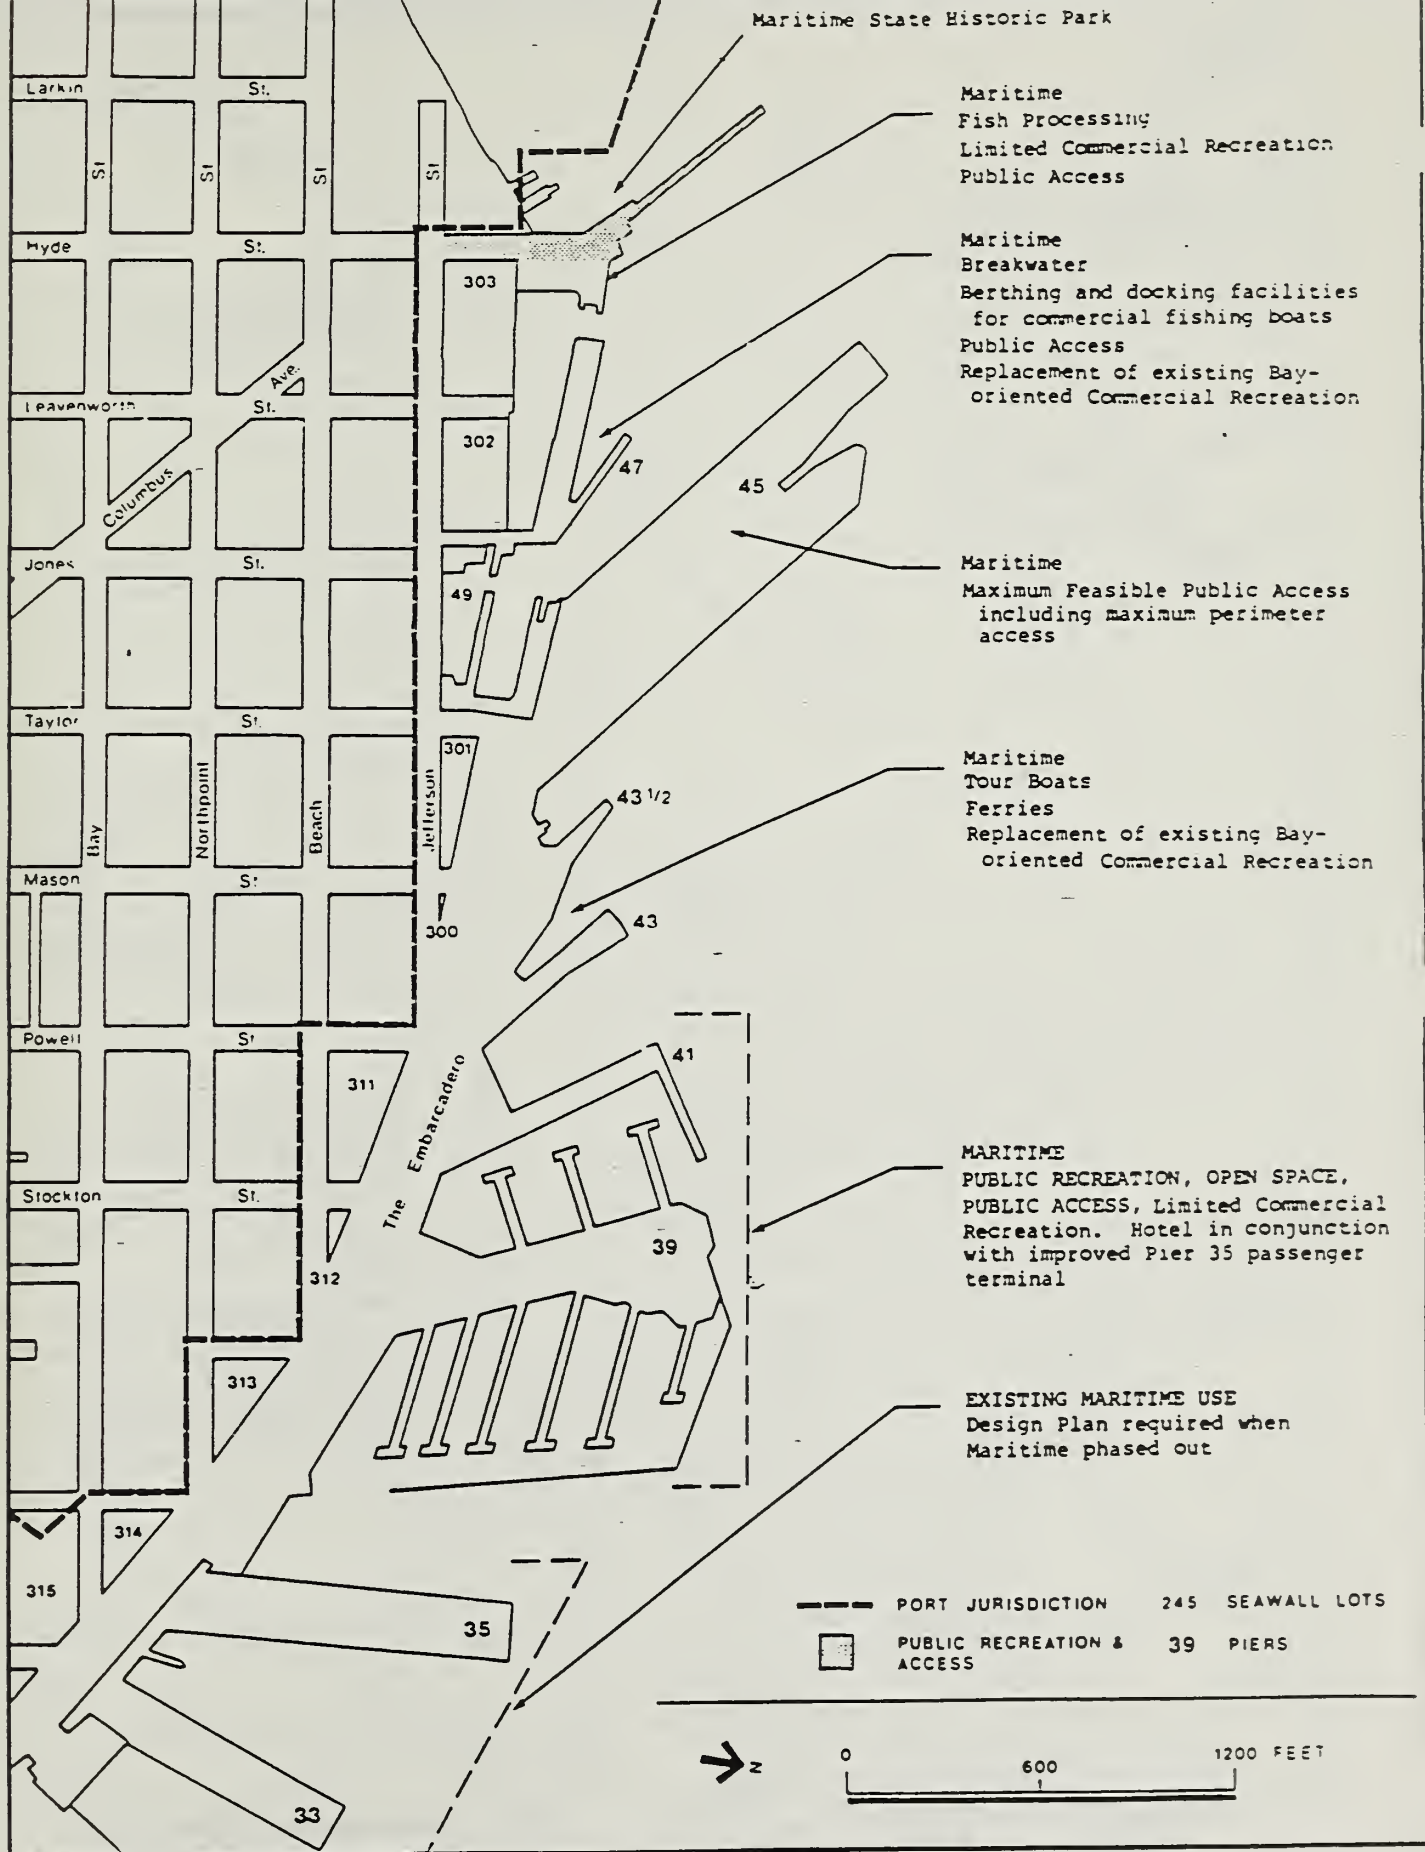 Maritime State Historic Park
Maritime
Fish Processing
Limited Commercial Recreation
Public Access
Maritime
Breakwater
Berthing and docking facilities
for commercial fishing boats
Public Access
Replacement of existing Bay-
oriented Commercial Recreation
Maritime
Maximum Feasible Public Access
including maximum perimeter
access
Maritime
Tour Boats
Ferries
Replacement of existing Bay-
oriented Commercial Recreation
MARITIME
PUBLIC RECREATION, OPEN SPACE,
PUBLIC ACCESS, Limited Commercial
Recreation. Hotel in conjunction
with improved Pier 35 passenger
terminal
EXISTING MARITIME USE
Design Plan required when
Maritime phased out
Larkin St.
St
St
St
St
Hyde St.
303
Ave.
Leavenworth St.
302
47
45
Columbus
Jones St.
49
Taylor St.
301
Bay
Northpoint
Beach
Jefferson
43 1/2
Mason St
300
43
Powell St
311
41
The Embarcadero
Stockton St.
39
312
313
314
315
35
33
PORT JURISDICTION
245 SEAWALL LOTS
PUBLIC RECREATION &
ACCESS
39 PIERS
N
0
600
1200 FEET